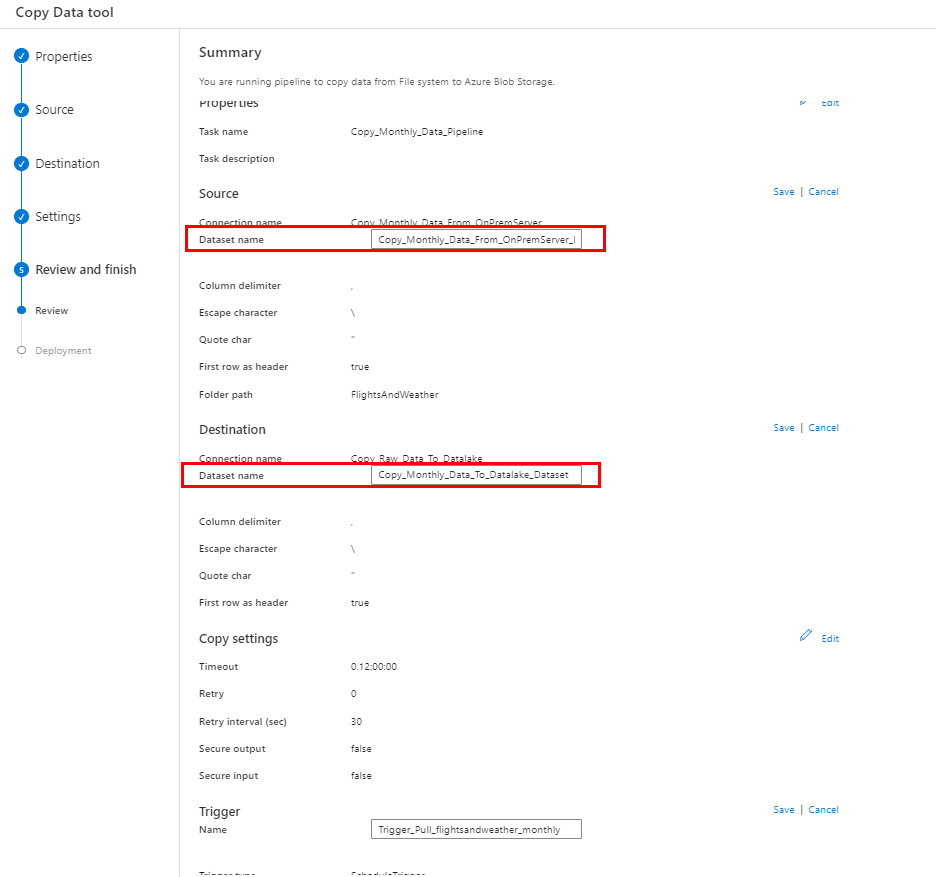 Copy Data tool
Properties
Source
Destination
Settings
5 Review and finish
Review
Deployment
Summary
You are running pipeline to copy data from File system to Azure Blob Storage.
Properties Edit
Task name Copy_Monthly_Data_Pipeline
Task description
Source Save | Cancel
Connection name Copy_Monthly_Data_From_OnPremServer
Dataset name Copy_Monthly_Data_From_OnPremServer_
Column delimiter ,
Escape character \
Quote char "
First row as header true
Folder path FlightsAndWeather
Destination Save | Cancel
Connection name Copy_Raw_Data_To_Datalake
Dataset name Copy_Monthly_Data_To_Datalake_Dataset
Column delimiter ,
Escape character \
Quote char "
First row as header true
Copy settings Edit
Timeout 0.12:00:00
Retry 0
Retry interval (sec) 30
Secure output false
Secure input false
Trigger Save | Cancel
Name Trigger_Pull_flightsandweather_monthly
Trigger type ScheduleTrigger